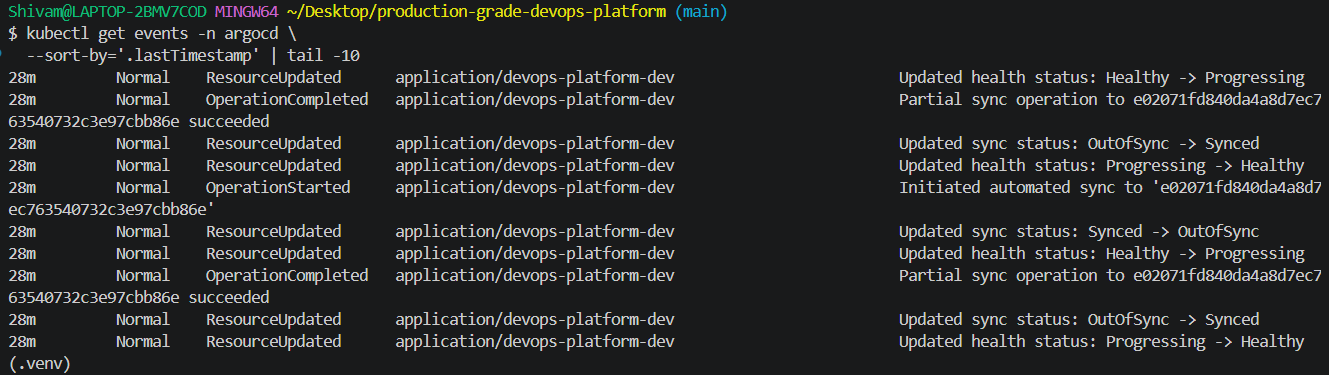 Shivam@LAPTOP-2BMV7COD MINGW64 ~/Desktop/production-grade-devops-platform (main)
$ kubectl get events -n argocd \
  --sort-by='.lastTimestamp' | tail -10
28m         Normal   ResourceUpdated      application/devops-platform-dev                           Updated health status: Healthy -> Progressing
28m         Normal   OperationCompleted   application/devops-platform-dev                           Partial sync operation to e02071fd840da4a8d7ec7
63540732c3e97cbb86e succeeded
28m         Normal   ResourceUpdated      application/devops-platform-dev                           Updated sync status: OutOfSync -> Synced
28m         Normal   ResourceUpdated      application/devops-platform-dev                           Updated health status: Progressing -> Healthy
28m         Normal   OperationStarted     application/devops-platform-dev                           Initiated automated sync to 'e02071fd840da4a8d7
ec763540732c3e97cbb86e'
28m         Normal   ResourceUpdated      application/devops-platform-dev                           Updated sync status: Synced -> OutOfSync
28m         Normal   ResourceUpdated      application/devops-platform-dev                           Updated health status: Healthy -> Progressing
28m         Normal   OperationCompleted   application/devops-platform-dev                           Partial sync operation to e02071fd840da4a8d7ec7
63540732c3e97cbb86e succeeded
28m         Normal   ResourceUpdated      application/devops-platform-dev                           Updated sync status: OutOfSync -> Synced
28m         Normal   ResourceUpdated      application/devops-platform-dev                           Updated health status: Progressing -> Healthy
(.venv)